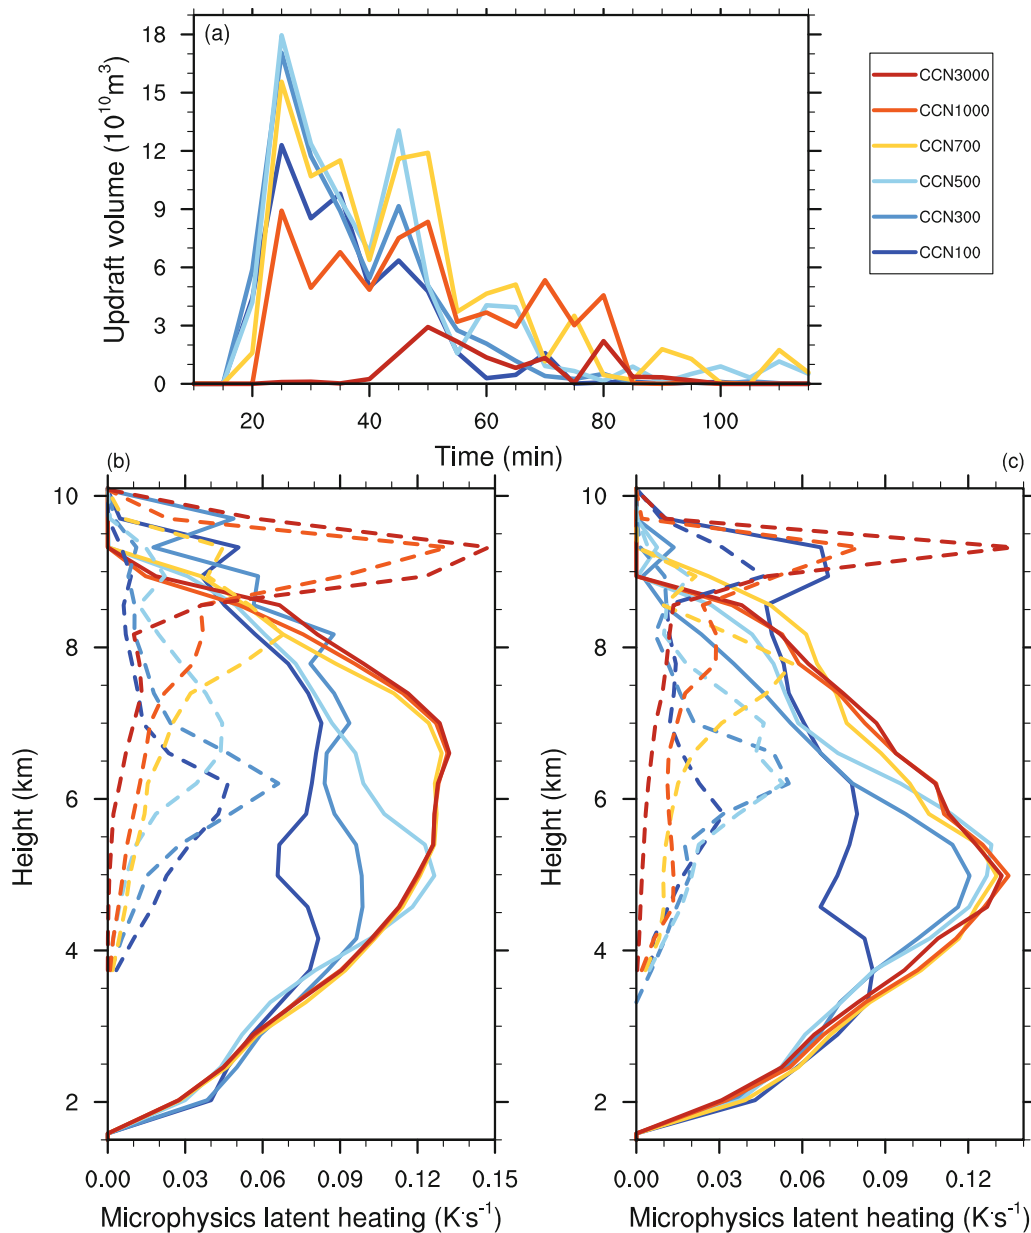 (a)
18
15
12
9
6
3
0
Updraft volume (10¹⁰m³)
20 40 60 80 100
Time (min)
CCN3000
CCN1000
CCN700
CCN500
CCN300
CCN100
(b)
10
8
6
4
2
Height (km)
0.00 0.03 0.06 0.09 0.12 0.15
Microphysics latent heating (K·s⁻¹)
(c)
10
8
6
4
2
Height (km)
0.00 0.03 0.06 0.09 0.12
Microphysics latent heating (K·s⁻¹)